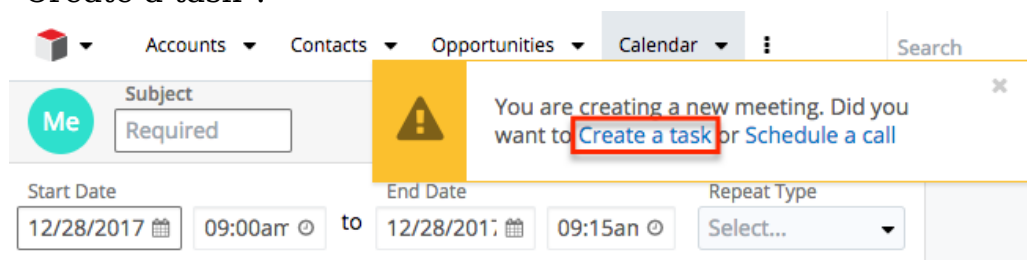 Create a task".
Accounts Contacts Opportunities Calendar Search
Subject
Me
Required
You are creating a new meeting. Did you
want to Create a task or Schedule a call
Start Date End Date Repeat Type
12/28/2017 09:00am to 12/28/2017 09:15am Select...